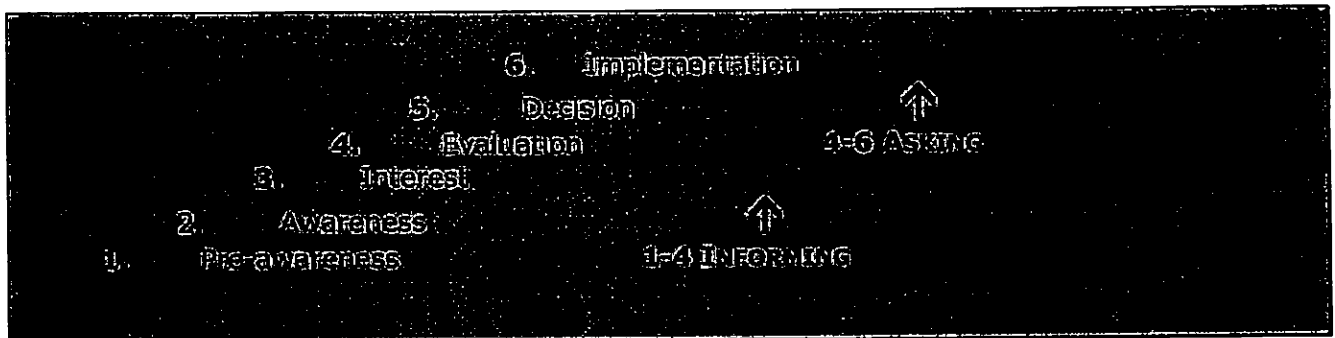 6. Implementation
5. Decision
4. Evaluation
4-6 ASKING
3. Interest
2. Awareness
1. Pre-awareness
1-4 INFORMING